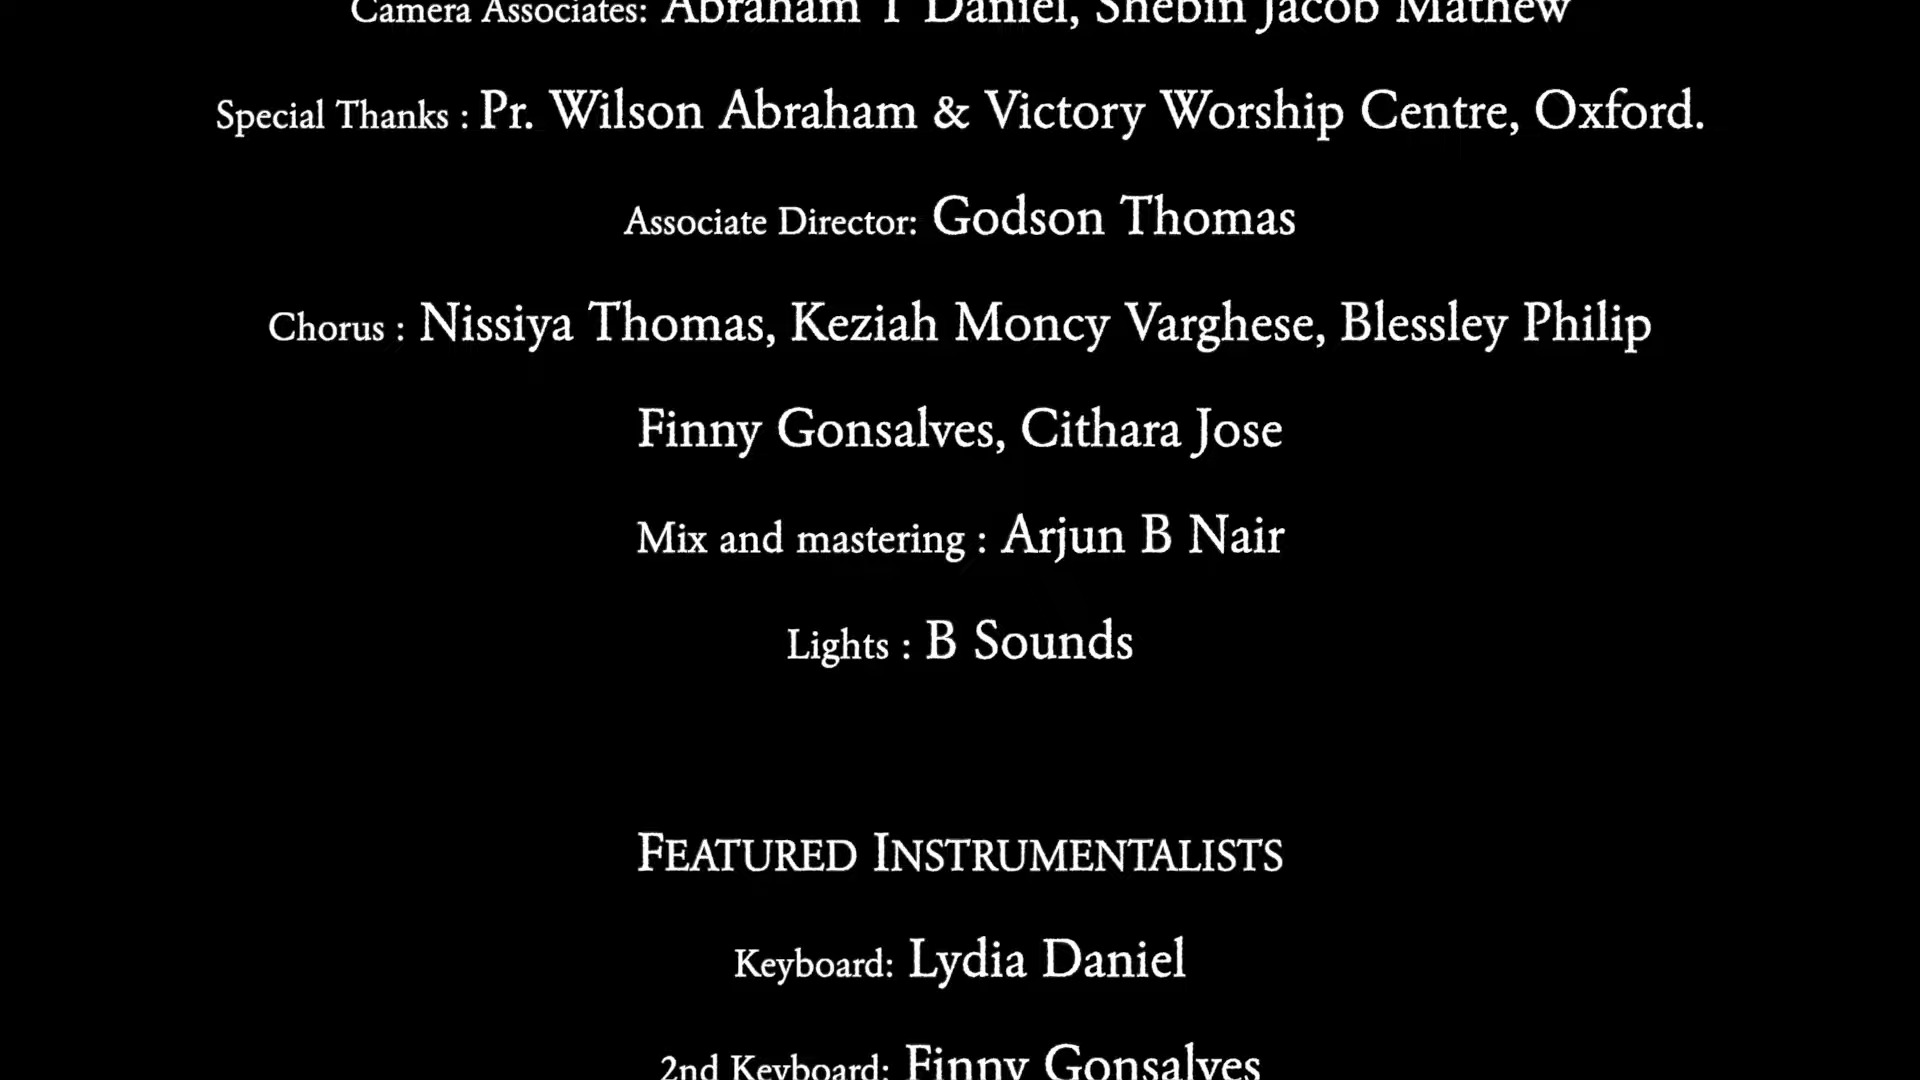 Camera Associates: Abraham T Daniel, Shebin Jacob Mathew
Special Thanks : Pr. Wilson Abraham & Victory Worship Centre, Oxford.
Associate Director: Godson Thomas
Chorus : Nissiya Thomas, Keziah Moncy Varghese, Blessley Philip
Finny Gonsalves, Cithara Jose
Mix and mastering : Arjun B Nair
Lights : B Sounds
FEATURED INSTRUMENTALISTS
Keyboard: Lydia Daniel
2nd Keyboard: Finny Gonsalves